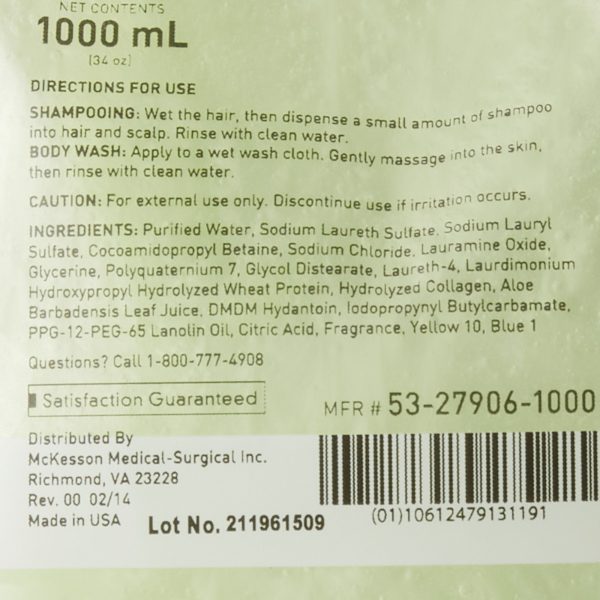 NET CONTENTS
1000 mL
(34 oz)
DIRECTIONS FOR USE
SHAMPOOING: Wet the hair, then dispense a small amount of shampoo
into hair and scalp. Rinse with clean water.
BODY WASH: Apply to a wet wash cloth. Gently massage into the skin,
then rinse with clean water.
CAUTION: For external use only. Discontinue use if irritation occurs.
INGREDIENTS: Purified Water, Sodium Laureth Sulfate, Sodium Lauryl
Sulfate, Cocoamidopropyl Betaine, Sodium Chloride, Lauramine Oxide,
Glycerine, Polyquaternium 7, Glycol Distearate, Laureth-4, Laurdimonium
Hydroxypropyl Hydrolyzed Wheat Protein, Hydrolyzed Collagen, Aloe
Barbadensis Leaf Juice, DMDM Hydantoin, Iodopropynyl Butylcarbamate,
PPG-12-PEG-65 Lanolin Oil, Citric Acid, Fragrance, Yellow 10, Blue 1
Questions? Call 1-800-777-4908
Satisfaction Guaranteed
MFR # 53-27906-1000
Distributed By
McKesson Medical-Surgical Inc.
Richmond, VA 23228
Rev. 00 02/14
Made in USA
Lot No. 211961509
(01)10612479131191